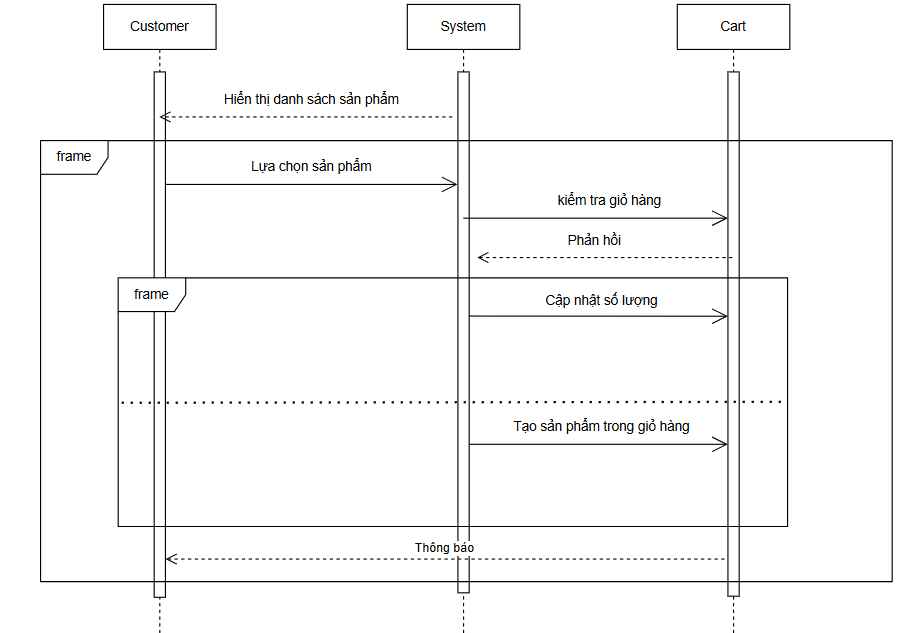 Customer
System
Cart
Hiển thị danh sách sản phẩm
frame
Lựa chọn sản phẩm
kiểm tra giỏ hàng
Phản hồi
frame
Cập nhật số lượng
Tạo sản phẩm trong giỏ hàng
Thông báo